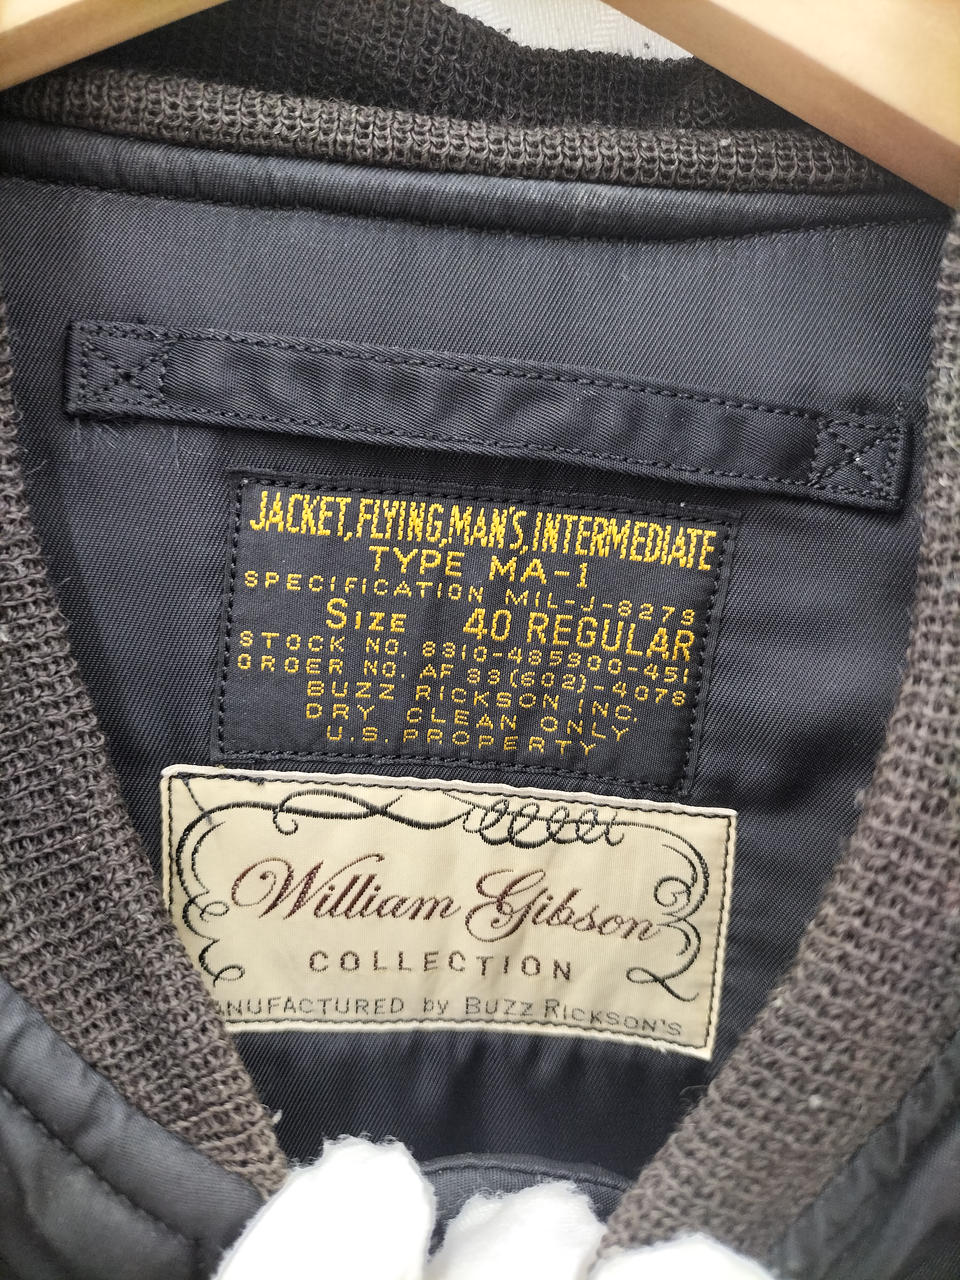 JACKET,FLYING,MAN'S,INTERMEDIATE
TYPE MA-1
SPECIFICATION MIL-J-8279
SIZE 40 REGULAR
STOCK NO. 8310-485900-451
ORDER NO. AF 33(602)-4078
BUZZ RICKSON INC.
DRY CLEAN ONLY
U.S. PROPERTY
William Gibson
COLLECTION
ANUFACTURED by BUZZ RICKSON'S